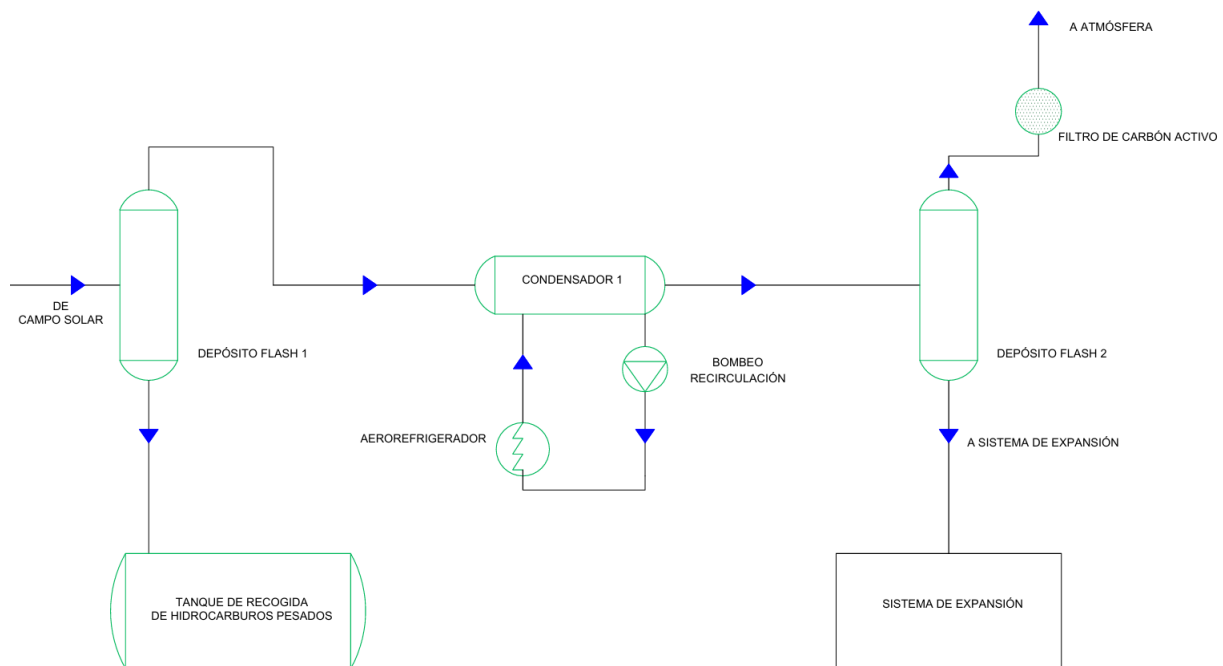 A ATMÓSFERA
FILTRO DE CARBÓN ACTIVO
CONDENSADOR 1
DE
CAMPO SOLAR
DEPÓSITO FLASH 1
BOMBEO
RECIRCULACIÓN
DEPÓSITO FLASH 2
AEROREFRIGERADOR
A SISTEMA DE EXPANSIÓN
TANQUE DE RECOGIDA
DE HIDROCARBUROS PESADOS
SISTEMA DE EXPANSIÓN